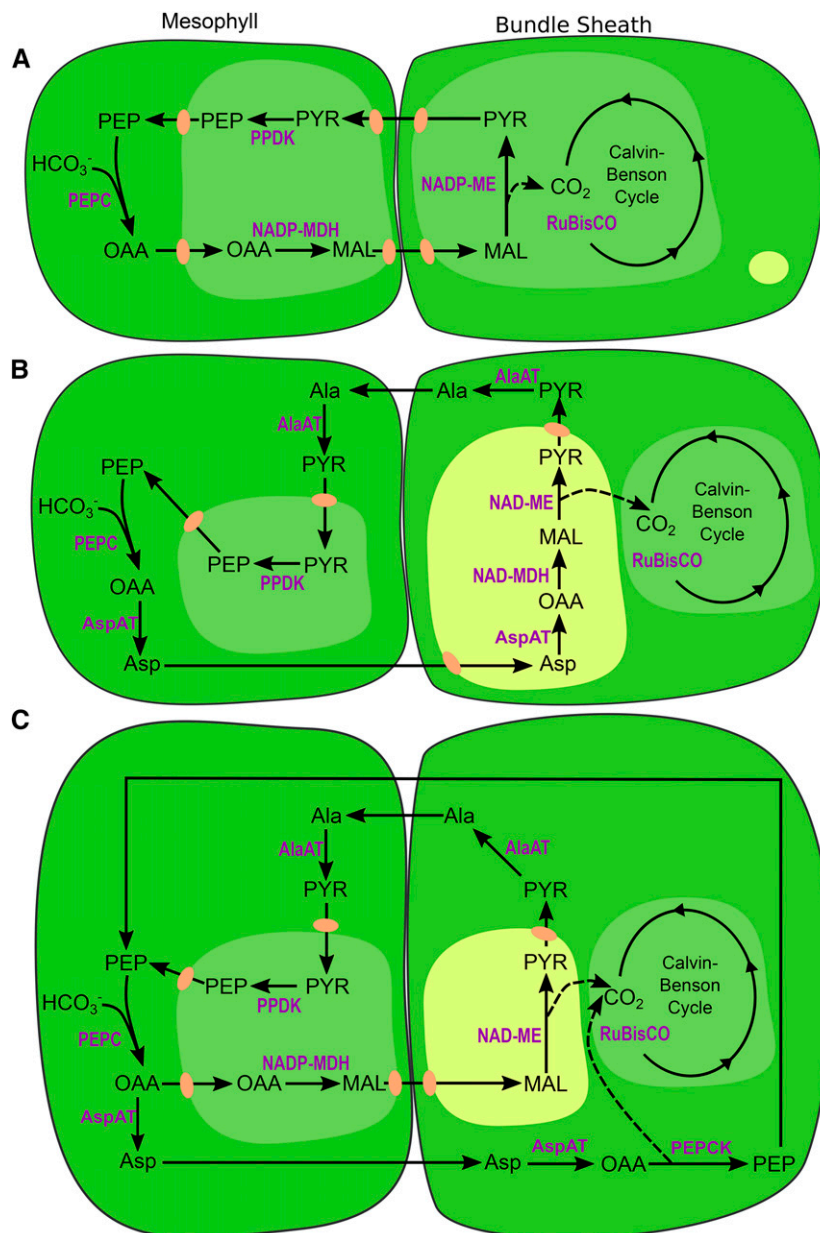 Mesophyll
Bundle Sheath
A
PEP
PEP
PYR
PYR
PPDK
HCO3-
PEPC
NADP-ME
CO2
Calvin-
Benson
Cycle
RuBisCO
NADP-MDH
OAA
OAA
MAL
MAL
B
Ala
Ala
AlaAT
PYR
AlaAT
PYR
PEP
PYR
HCO3-
NAD-ME
CO2
Calvin-
Benson
Cycle
PEPC
MAL
RuBisCO
PEP
PPDK
PYR
NAD-MDH
OAA
OAA
AspAT
AspAT
Asp
Asp
C
Ala
Ala
AlaAT
AlaAT
PYR
PYR
PEP
PYR
PEP
PYR
PPDK
HCO3-
CO2
Calvin-
Benson
Cycle
PEPC
NAD-ME
RuBisCO
NADP-MDH
OAA
OAA
MAL
MAL
AspAT
AspAT
PEPCK
Asp
Asp
OAA
PEP